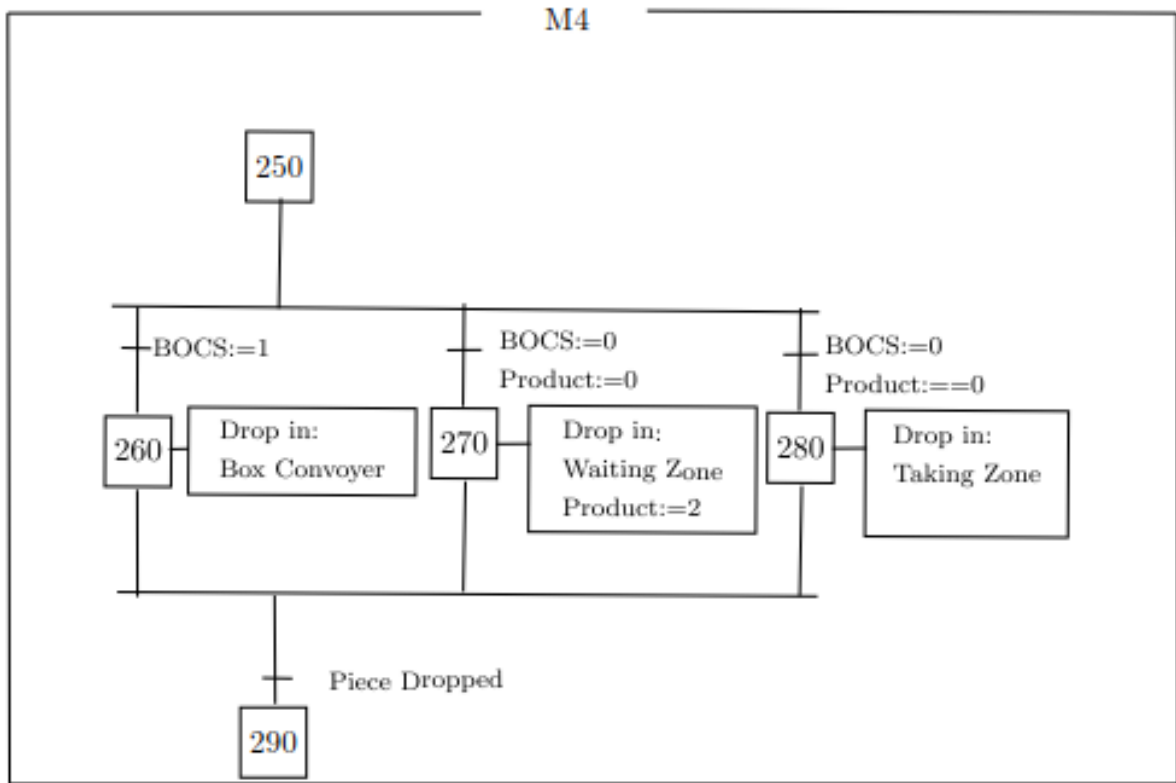 M4
250
BOCS:=1
BOCS:=0
Product:=0
BOCS:=0
Product:==0
260
Drop in:
Box Convoyer
270
Drop in:
Waiting Zone
Product:=2
280
Drop in:
Taking Zone
Piece Dropped
290